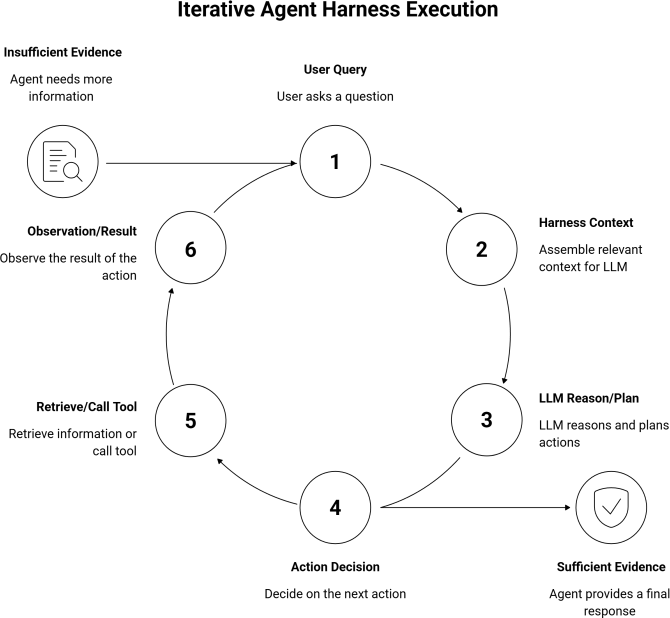 Iterative Agent Harness Execution
Insufficient Evidence
Agent needs more
information
User Query
User asks a question
1
2
Harness Context
Assemble relevant
context for LLM
3
LLM Reason/Plan
LLM reasons and plans
actions
4
Action Decision
Decide on the next action
Sufficient Evidence
Agent provides a final
response
5
Retrieve/Call Tool
Retrieve information or
call tool
6
Observation/Result
Observe the result of the
action